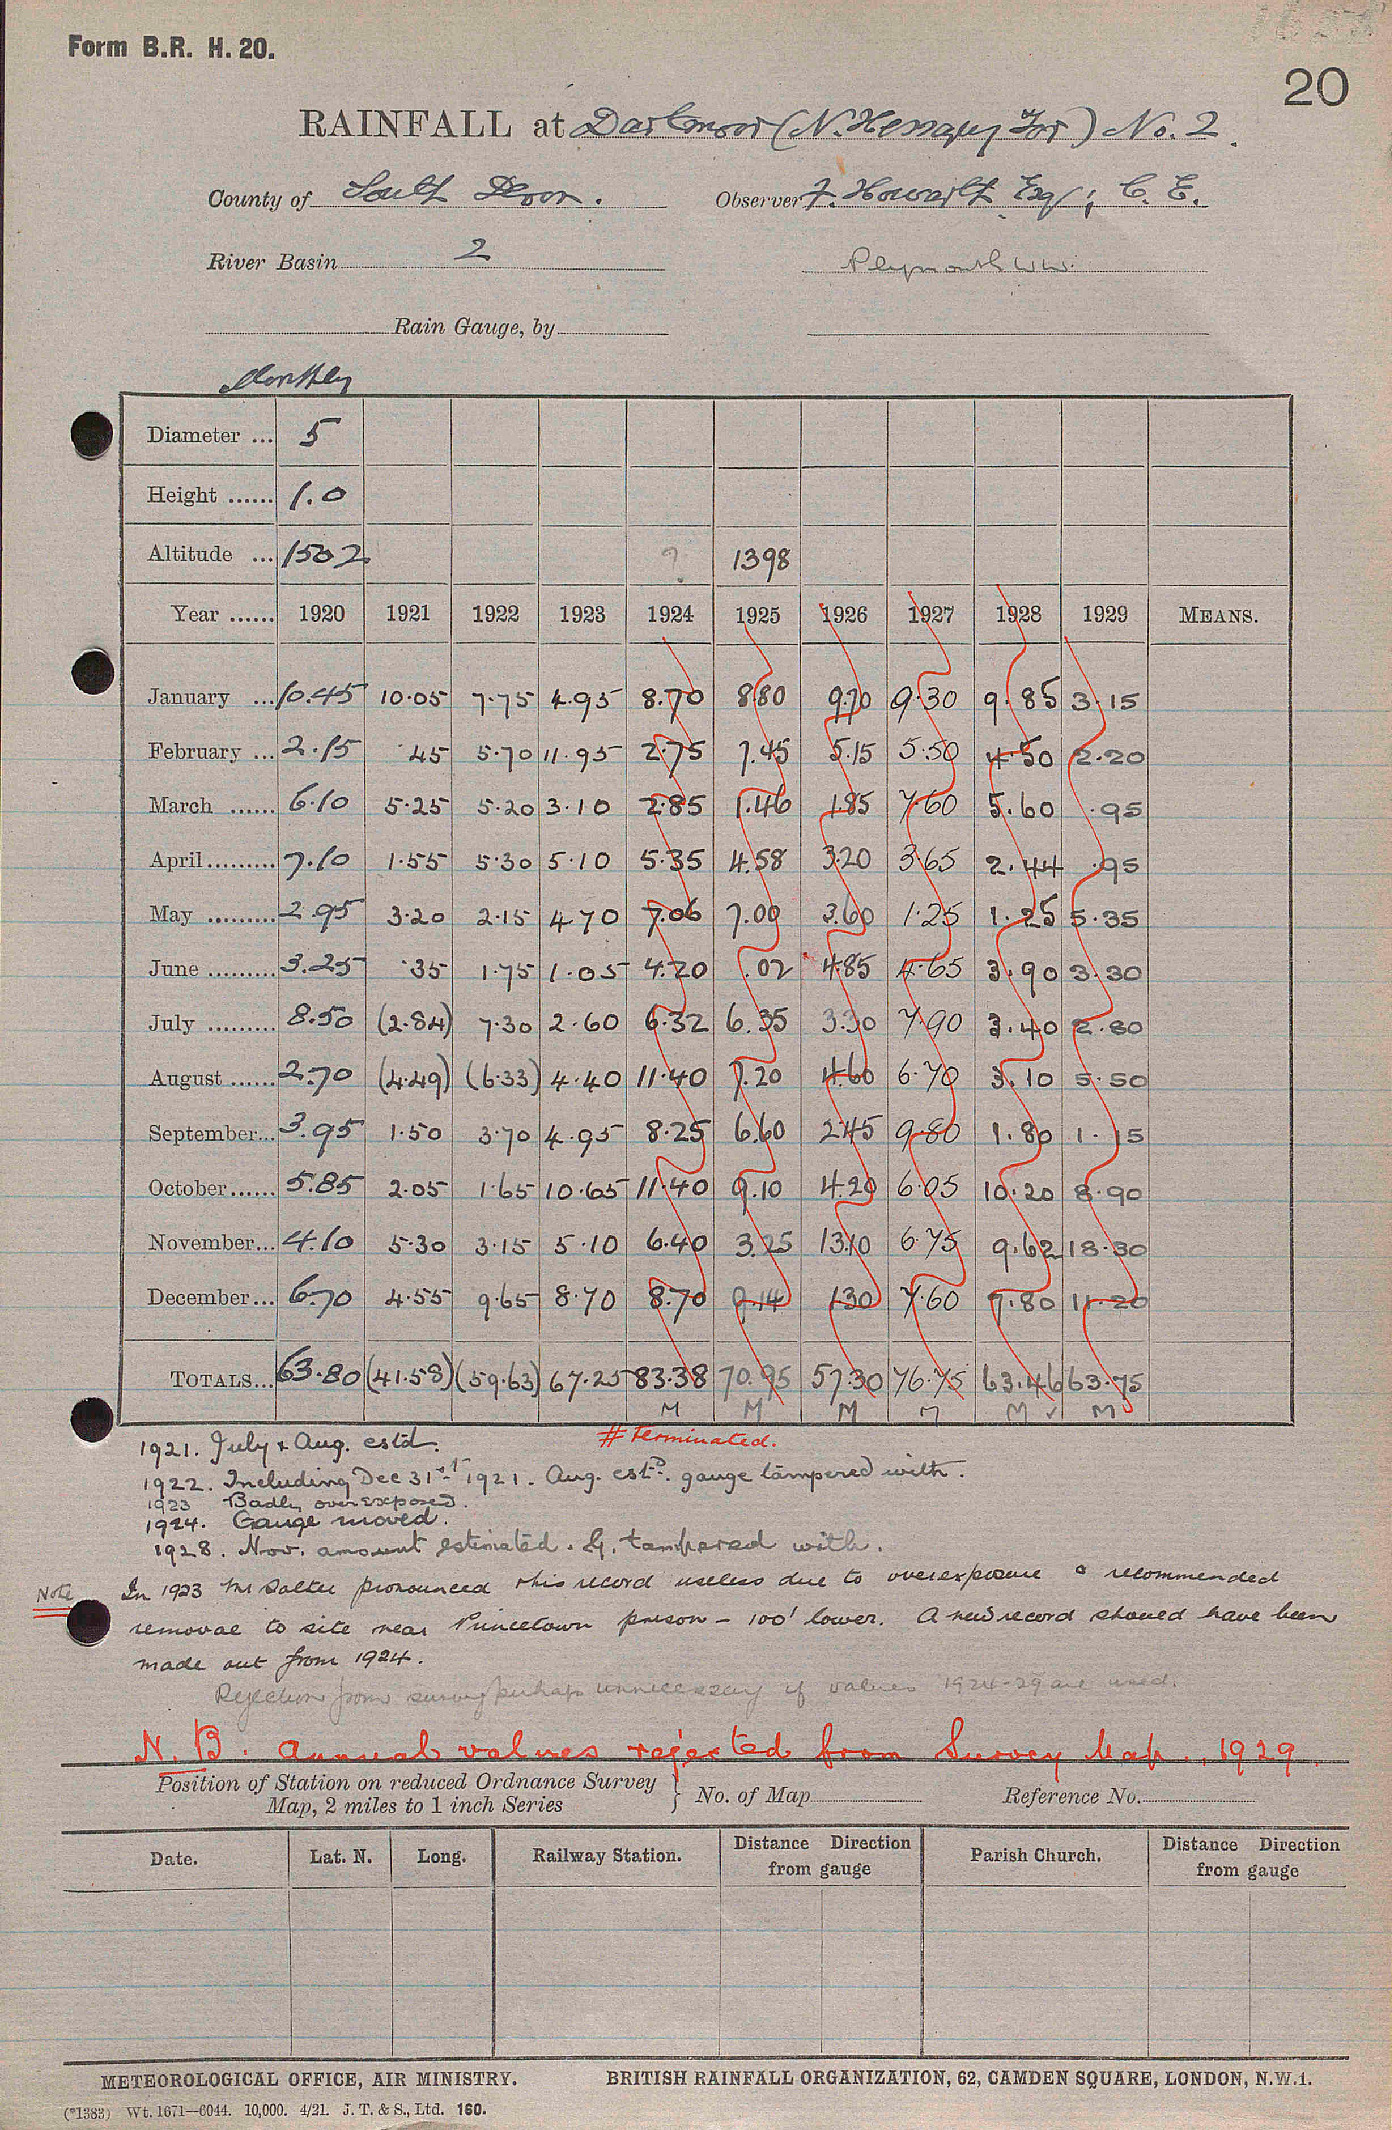 Form B.R. H. 20.
20
RAINFALL at Dartmoor (N. Hessary Tor) No. 2.
County of South Devon. Observer F. Howarth Esq; C. E.
River Basin 2 Plymouth W.W.
Rain Gauge, by
Monthly
Diameter ... 5
Height ...... 1.0
Altitude ... 1502 ? 1398
Year ...... 1920 1921 1922 1923 1924 1925 1926 1927 1928 1929 MEANS.
January ... 10.45 10.05 7.75 4.95 8.70 8.80 9.70 9.30 9.85 3.15
February ... 2.15 .45 5.70 11.95 2.75 7.45 5.15 5.50 4.50 2.20
March ...... 6.10 5.25 5.20 3.10 2.85 1.46 1.85 7.60 5.60 .95
April ......... 7.10 1.55 5.30 5.10 5.35 4.58 3.20 3.65 2.44 .95
May ......... 2.95 3.20 2.15 4.70 7.06 7.00 3.60 1.25 1.25 5.35
June ......... 3.25 .35 1.75 1.05 4.20 .02 4.85 4.65 3.90 3.30
July ......... 8.50 (2.84) 7.30 2.60 6.32 6.35 3.30 7.90 3.40 2.80
August ...... 2.70 (4.49) (6.33) 4.40 11.40 7.20 4.60 6.70 3.10 5.50
September... 3.95 1.50 3.70 4.95 8.25 6.60 2.45 9.80 1.80 1.15
October...... 5.85 2.05 1.65 10.65 11.40 9.10 4.20 6.05 10.20 8.90
November... 4.10 5.30 3.15 5.10 6.40 3.25 13.10 6.75 9.62 18.30
December... 6.70 4.55 9.65 8.70 8.70 9.14 1.30 7.60 7.80 11.20
TOTALS... 63.80 (41.58) (59.63) 67.25 83.38 70.95 57.30 76.75 63.46 63.75
M M M M M ✓ M
1921. July & Aug. estd. # Terminated.
1922. Including Dec 31st 1921. Aug. estd. gauge tampered with.
1923 Badly over exposed.
1924. Gauge moved.
1928. Nov. amount estimated. G. tampered with.
Note In 1923 Mr Salter pronounced this record useless due to overexposure & recommended
removal to site near Princetown prison – 100' lower. A new record should have been
made out from 1924.
Rejection from survey perhaps unnecessary if values 1924-29 are used.
N.B. Annual values rejected from Survey Map. 1929.
Position of Station on reduced Ordnance Survey
Map, 2 miles to 1 inch Series } No. of Map Reference No.
Date. Lat. N. Long. Railway Station. Distance Direction from gauge Parish Church. Distance Direction from gauge
METEOROLOGICAL OFFICE, AIR MINISTRY. BRITISH RAINFALL ORGANIZATION, 62, CAMDEN SQUARE, LONDON, N.W.1.
(*1383) Wt. 1671—6044. 10,000. 4/21. J. T. & S., Ltd. 160.